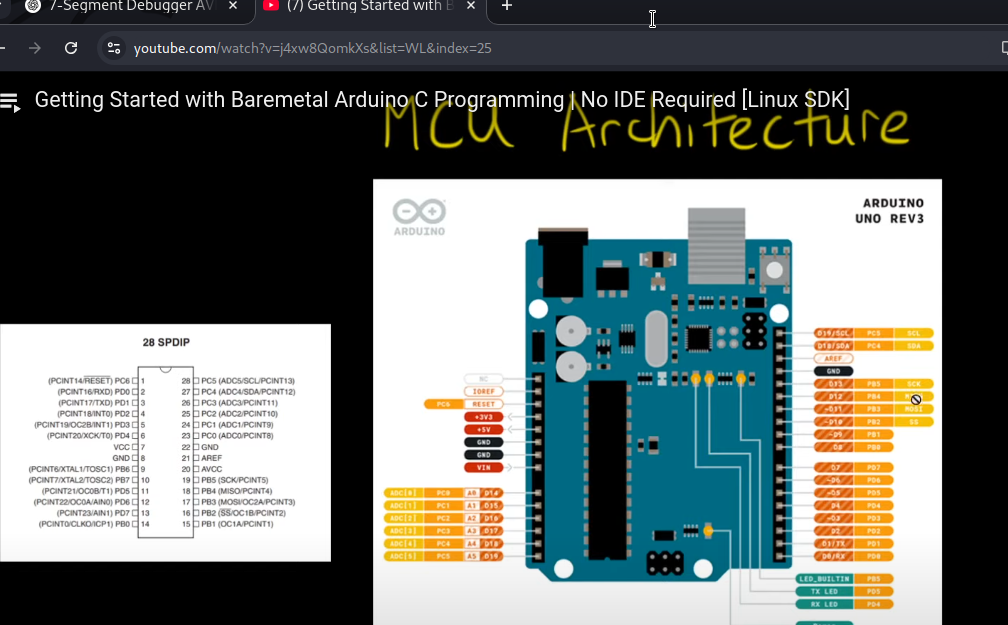 7-Segment Debugger AV
(7) Getting Started with B
youtube.com/watch?v=j4xw8QomkXs&list=WL&index=25
Getting Started with Baremetal Arduino C Programming | No IDE Required [Linux SDK]
MCU Architecture
ARDUINO
ARDUINO
UNO REV3
28 SPDIP
(PCINT14/RESET) PC6 1
28 PC5 (ADC5/SCL/PCINT13)
(PCINT16/RXD) PD0 2
27 PC4 (ADC4/SDA/PCINT12)
(PCINT17/TXD) PD1 3
26 PC3 (ADC3/PCINT11)
(PCINT18/INT0) PD2 4
25 PC2 (ADC2/PCINT10)
(PCINT19/OC2B/INT1) PD3 5
24 PC1 (ADC1/PCINT9)
(PCINT20/XCK/T0) PD4 6
23 PC0 (ADC0/PCINT8)
VCC 7
22 GND
GND 8
21 AREF
(PCINT6/XTAL1/TOSC1) PB6 9
20 AVCC
(PCINT7/XTAL2/TOSC2) PB7 10
19 PB5 (SCK/PCINT5)
(PCINT21/OC0B/T1) PD5 11
18 PB4 (MISO/PCINT4)
(PCINT22/OC0A/AIN0) PD6 12
17 PB3 (MOSI/OC2A/PCINT3)
(PCINT23/AIN1) PD7 13
16 PB2 (SS/OC1B/PCINT2)
(PCINT0/CLKO/ICP1) PB0 14
15 PB1 (OC1A/PCINT1)
NC
IOREF
PC6 RESET
+3V3
+5V
GND
GND
VIN
ADC[0] PC0 A0 D14
ADC[1] PC1 A1 D15
ADC[2] PC2 A2 D16
ADC[3] PC3 A3 D17
ADC[4] PC4 A4 D18
ADC[5] PC5 A5 D19
D19/SCL PC5 SCL
D18/SDA PC4 SDA
AREF
GND
D13 PB5 SCK
D12 PB4
~D11 PB3 MOSI
~D10 PB2 SS
~D9 PB1
D8 PB0
D7 PD7
~D6 PD6
~D5 PD5
D4 PD4
~D3 PD3
D2 PD2
D1/TX PD1
D0/RX PD0
LED_BUILTIN PB5
TX LED PD5
RX LED PD4